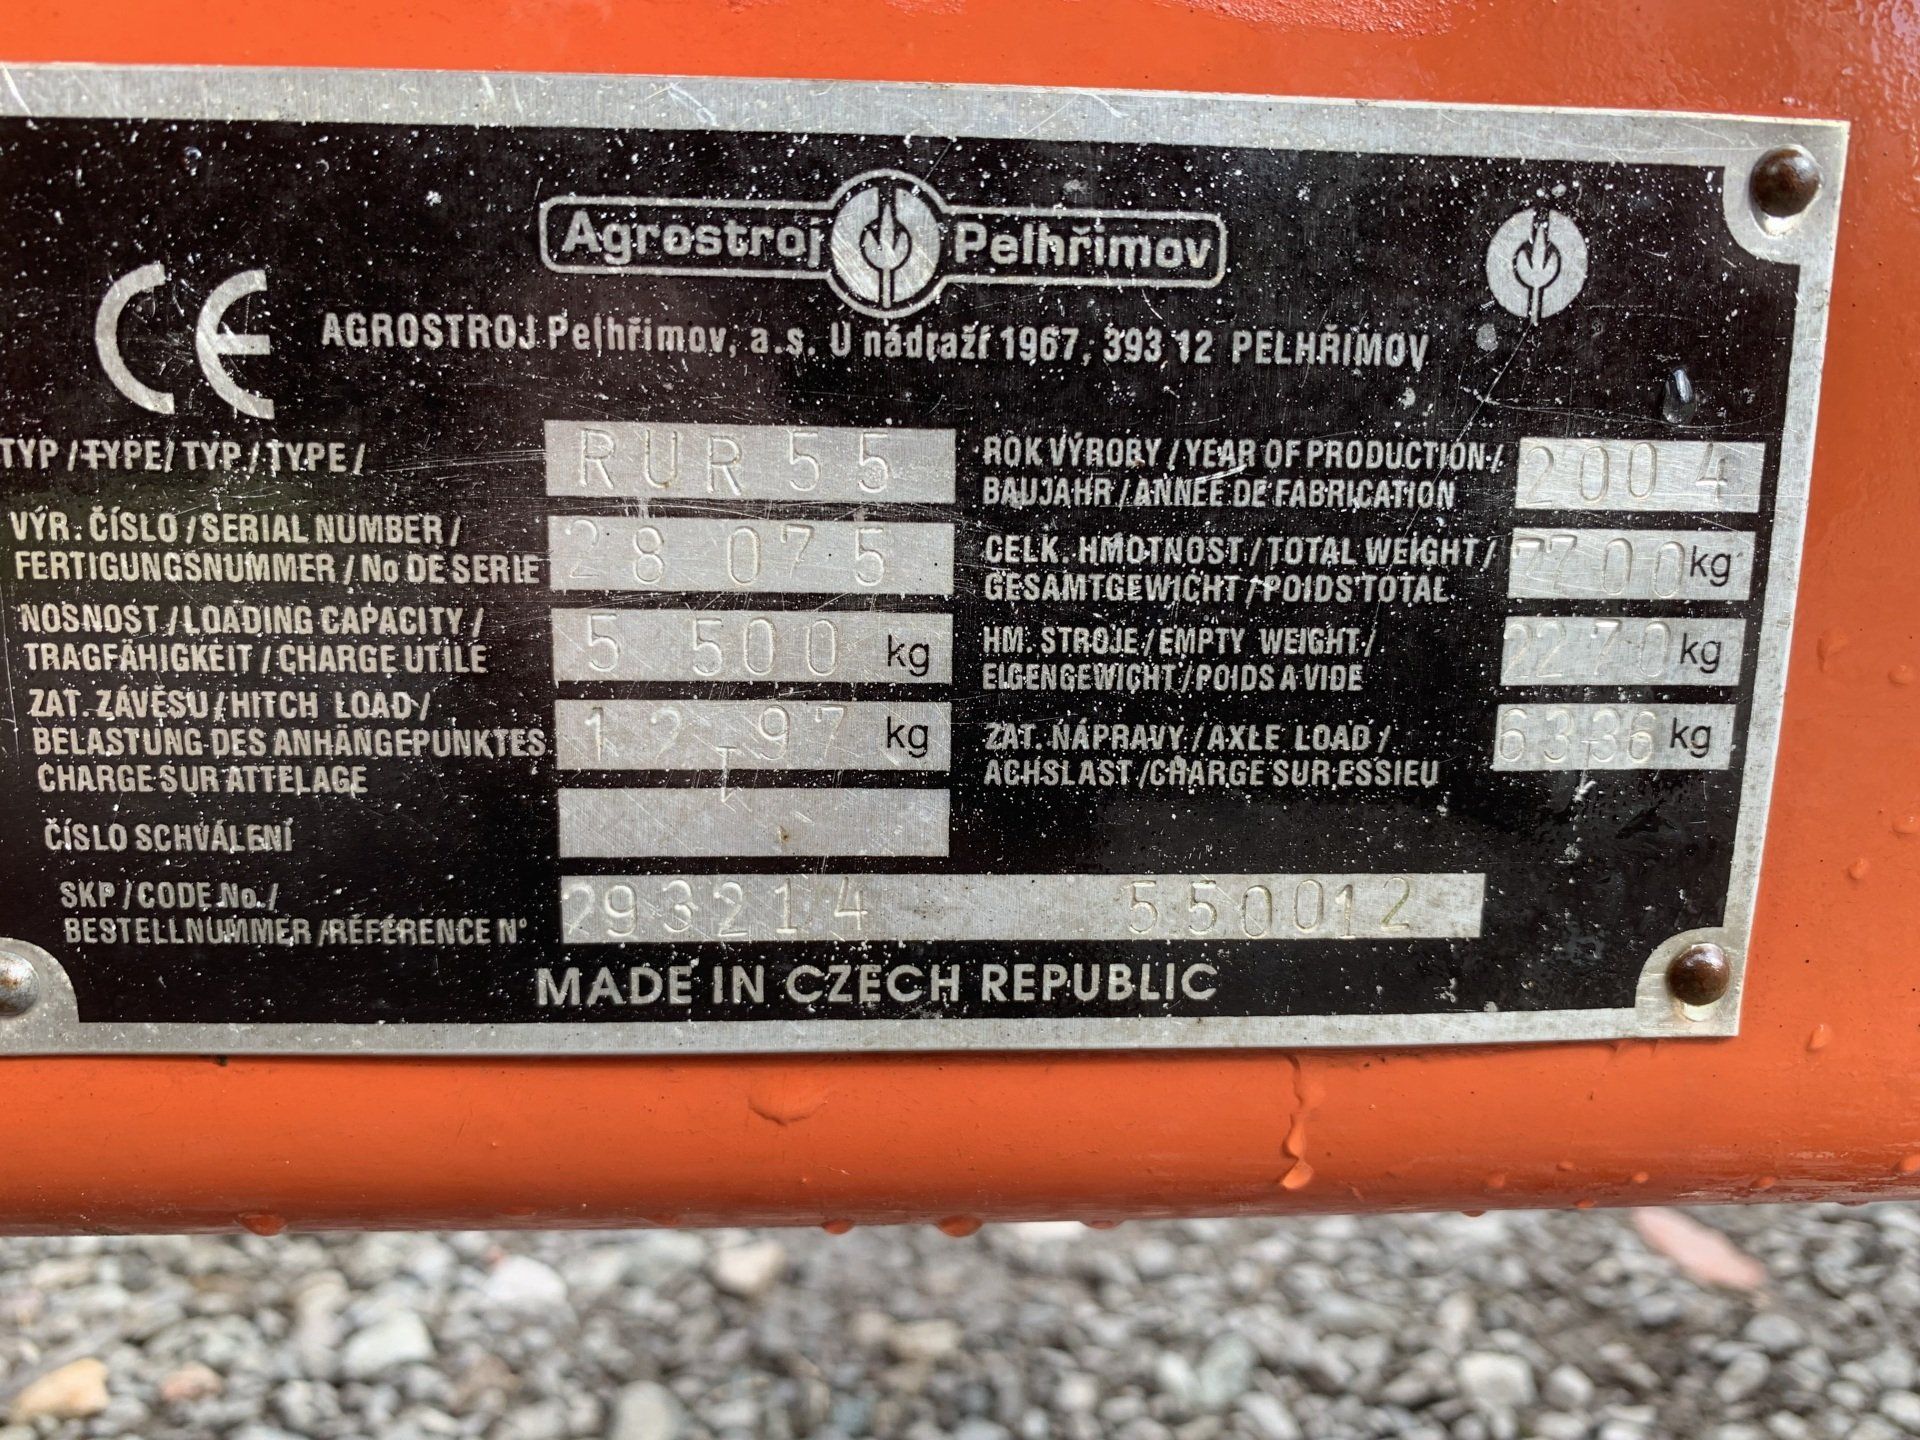 Agrostroj Pelhřimov
CE
AGROSTROJ Pelhřimov, a.s. U nádraží 1967, 393 12 PELHŘIMOV
TYP / TYPE / TYP / TYPE / RUR 55
VÝR. ČÍSLO / SERIAL NUMBER /
FERTIGUNGSNUMMER / No DE SERIE 28 075
NOSNOST / LOADING CAPACITY /
TRAGFÄHIGKEIT / CHARGE UTILE 5 500 kg
ZAT. ZÁVĚSU / HITCH LOAD /
BELASTUNG DES ANHÄNGEPUNKTES 12 97 kg
CHARGE SUR ATTELAGE
ČÍSLO SCHVÁLENÍ
SKP / CODE No. /
BESTELLNUMMER / RÉFÉRENCE N° 293214 550012
ROK VÝROBY / YEAR OF PRODUCTION /
BAUJAHR / ANNEE DE FABRICATION 2004
CELK. HMOTNOST / TOTAL WEIGHT /
GESAMTGEWICHT / POIDS TOTAL 7700 kg
HM. STROJE / EMPTY WEIGHT /
EIGENGEWICHT / POIDS A VIDE 2270 kg
ZAT. NÁPRAVY / AXLE LOAD /
ACHSLAST / CHARGE SUR ESSIEU 6336 kg
MADE IN CZECH REPUBLIC